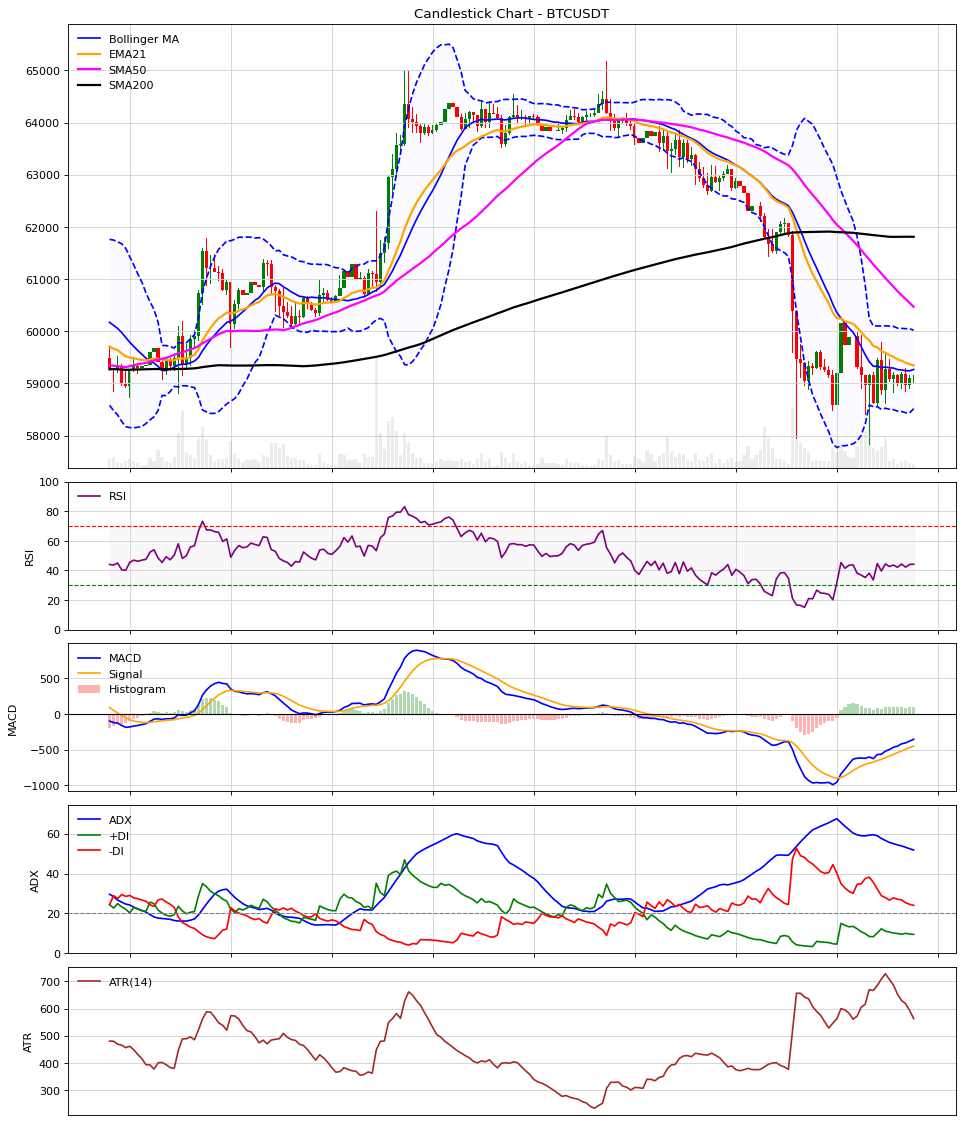 Candlestick Chart - BTCUSDT
Bollinger MA
EMA21
SMA50
SMA200
65000
64000
63000
62000
61000
60000
59000
58000
RSI
RSI
100
80
60
40
20
0
MACD
Signal
Histogram
MACD
500
0
−500
−1000
ADX
+DI
-DI
ADX
60
40
20
0
ATR(14)
ATR
700
600
500
400
300